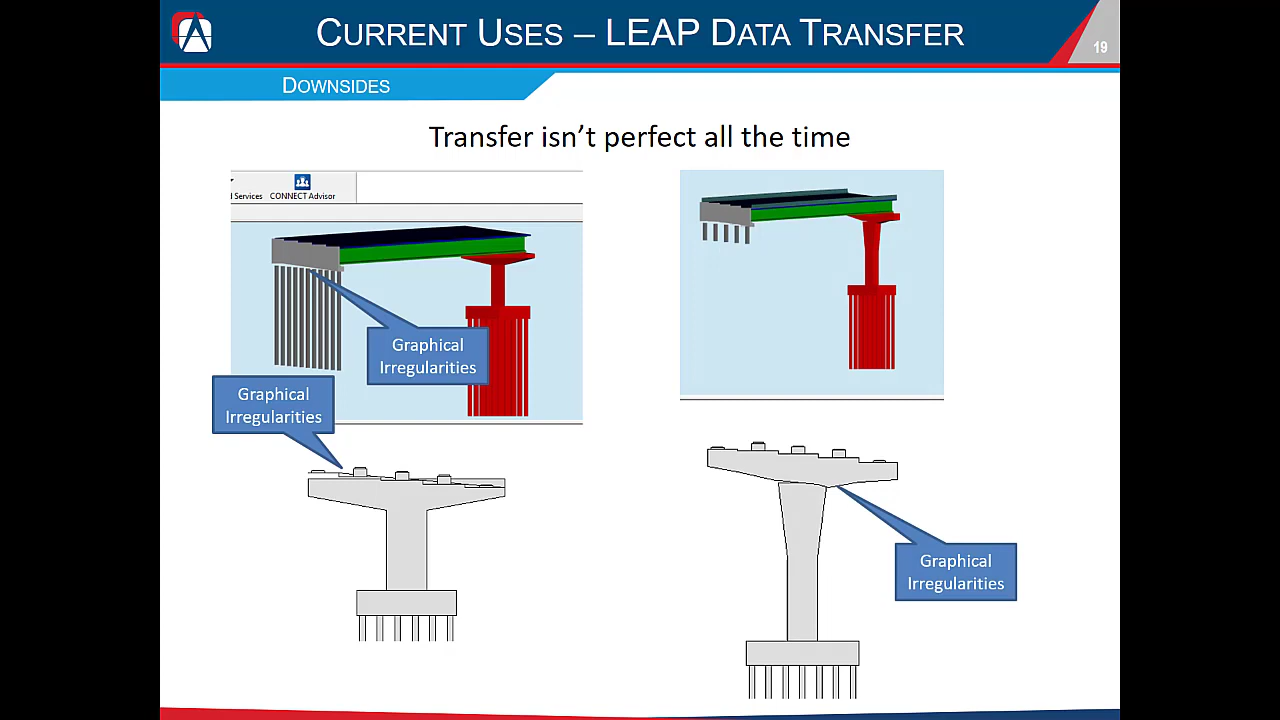 CURRENT USES – LEAP DATA TRANSFER
19
DOWNSIDES
Transfer isn't perfect all the time
l Services
CONNECT Advisor
Graphical
Irregularities
Graphical
Irregularities
Graphical
Irregularities